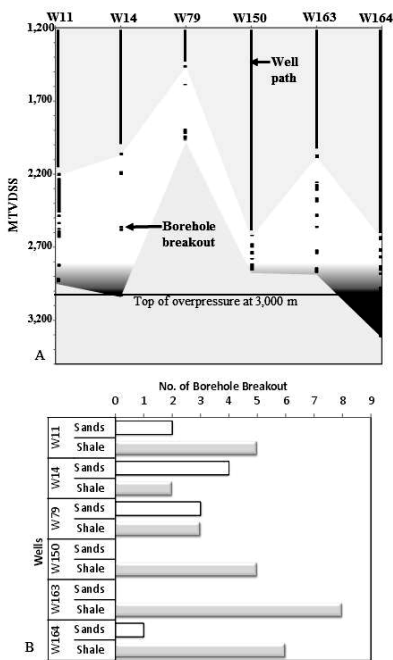 W11 W14 W79 W150 W163 W164
1,200
Well
path
1,700
2,200
MTVDSS
Borehole
breakout
2,700
Top of overpressure at 3,000 m
3,200
A
No. of Borehole Breakout
0 1 2 3 4 5 6 7 8 9
Wells
W11
Sands
Shale
W14
Sands
Shale
W79
Sands
Shale
W150
Sands
Shale
W163
Sands
Shale
W164
Sands
Shale
B